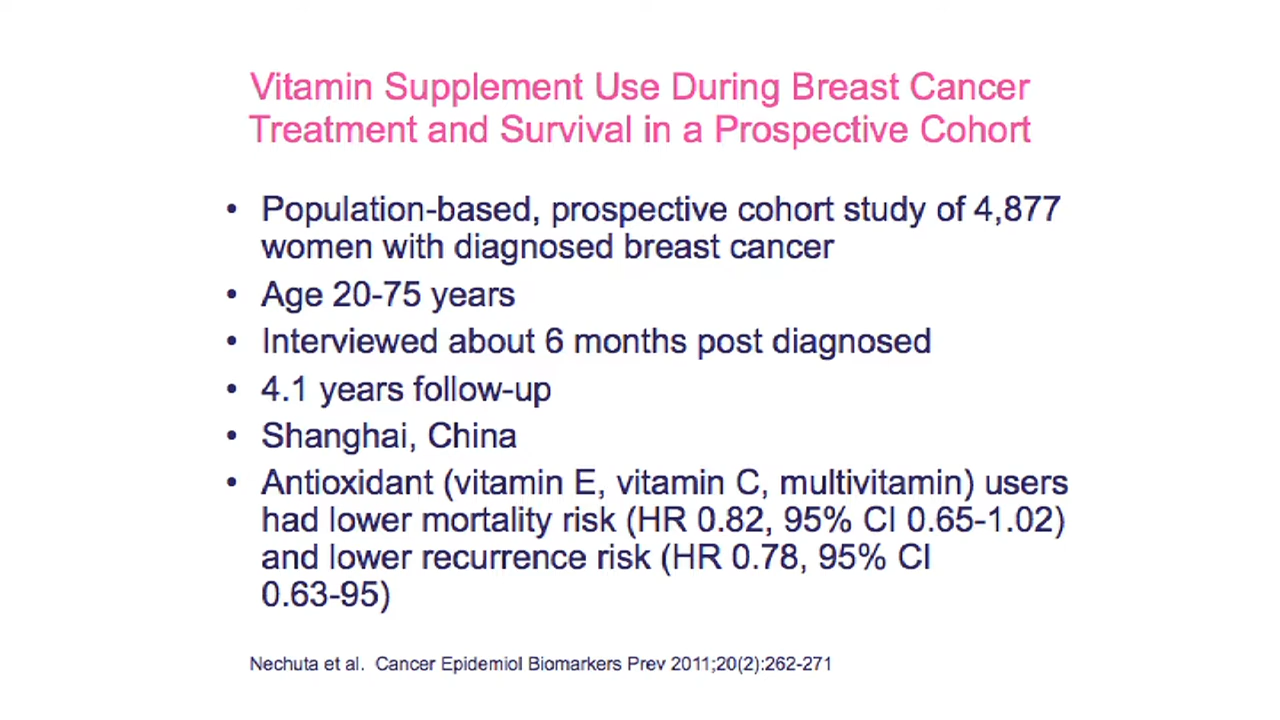 Vitamin Supplement Use During Breast Cancer
Treatment and Survival in a Prospective Cohort
• Population-based, prospective cohort study of 4,877
women with diagnosed breast cancer
• Age 20-75 years
• Interviewed about 6 months post diagnosed
• 4.1 years follow-up
• Shanghai, China
• Antioxidant (vitamin E, vitamin C, multivitamin) users
had lower mortality risk (HR 0.82, 95% CI 0.65-1.02)
and lower recurrence risk (HR 0.78, 95% CI
0.63-95)
Nechuta et al. Cancer Epidemiol Biomarkers Prev 2011;20(2):262-271